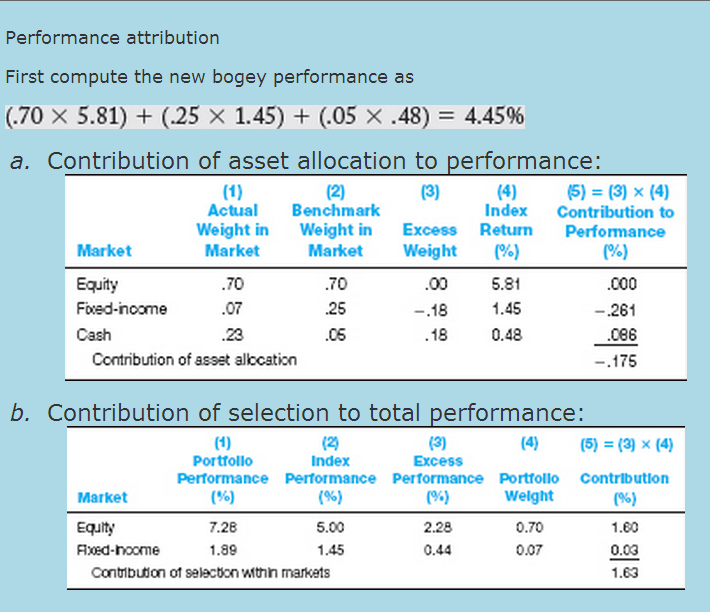 Performance attribution
First compute the new bogey performance as
(.70 × 5.81) + (.25 × 1.45) + (.05 × .48) = 4.45%
a. Contribution of asset allocation to performance:
(1) (2) (3) (4) (5) = (3) × (4)
Actual Benchmark Index Contribution to
Weight in Weight in Excess Return Performance
Market Market Market Weight (%) (%)
Equity .70 .70 .00 5.81 .000
Fixed-income .07 .25 –.18 1.45 –.261
Cash .23 .05 .18 0.48 .086
Contribution of asset allocation –.175
b. Contribution of selection to total performance:
(1) (2) (3) (4) (5) = (3) × (4)
Portfolio Index Excess
Performance Performance Performance Portfolio Contribution
Market (%) (%) (%) Weight (%)
Equity 7.28 5.00 2.28 0.70 1.60
Fixed-income 1.89 1.45 0.44 0.07 0.03
Contribution of selection within markets 1.63